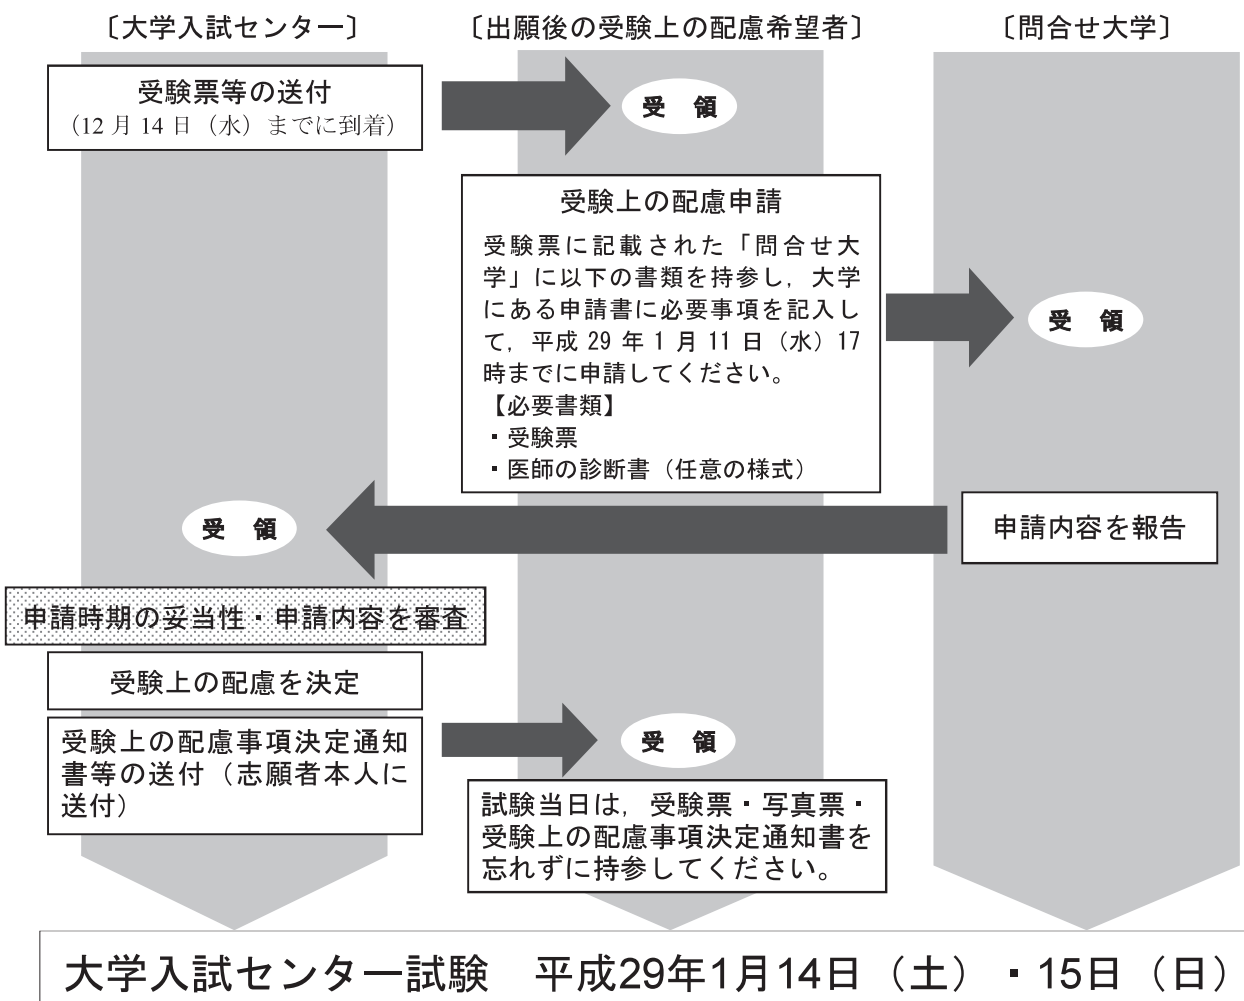 〔大学入試センター〕
〔出願後の受験上の配慮希望者〕
〔問合せ大学〕
受験票等の送付
（12月14日（水）までに到着）
受　領
受験上の配慮申請
受験票に記載された「問合せ大
学」に以下の書類を持参し，大学
にある申請書に必要事項を記入し
て，平成 29 年 1 月 11 日（水）17
時までに申請してください。
【必要書類】
・受験票
・医師の診断書（任意の様式）
受　領
申請内容を報告
受　領
申請時期の妥当性・申請内容を審査
受験上の配慮を決定
受験上の配慮事項決定通知
書等の送付（志願者本人に
送付）
受　領
試験当日は，受験票・写真票・
受験上の配慮事項決定通知書を
忘れずに持参してください。
大学入試センター試験　平成29年1月14日（土）・15日（日）